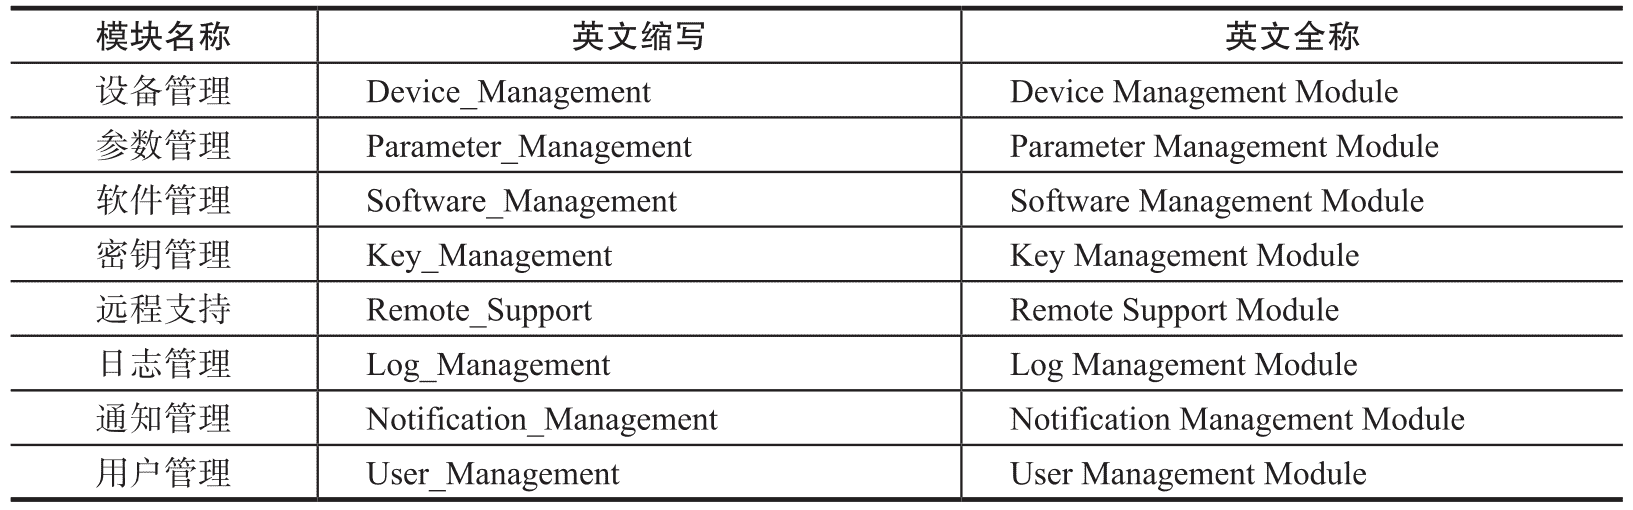 模块名称 英文缩写 英文全称
设备管理 Device_Management Device Management Module
参数管理 Parameter_Management Parameter Management Module
软件管理 Software_Management Software Management Module
密钥管理 Key_Management Key Management Module
远程支持 Remote_Support Remote Support Module
日志管理 Log_Management Log Management Module
通知管理 Notification_Management Notification Management Module
用户管理 User_Management User Management Module